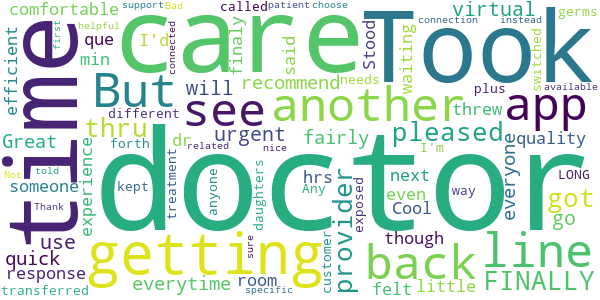 comfortable
support
Bad
called
patient
choose
virtual
helpful
first
connected
finaly
I'd
said
Stood
waiting
connection
instead
switched
germs
available
time
efficient
que
min
care
Took
But
will
see
recommend
needs
plus
threw
app
thru
different
another
Great
dr
urgent
fairly
pleased
quality
Not
told
someone
forth
doctor
I'm
LONG
experience
kept
treatment
anyone
daughters
hrs
Any
exposed
provider
next
even
Cool
way
everyone
got
go
Thank
use
related
nice
getting
back
line
quick
response
sure
customer
though
felt
little
FINALLY
transferred
everytime
room
specific